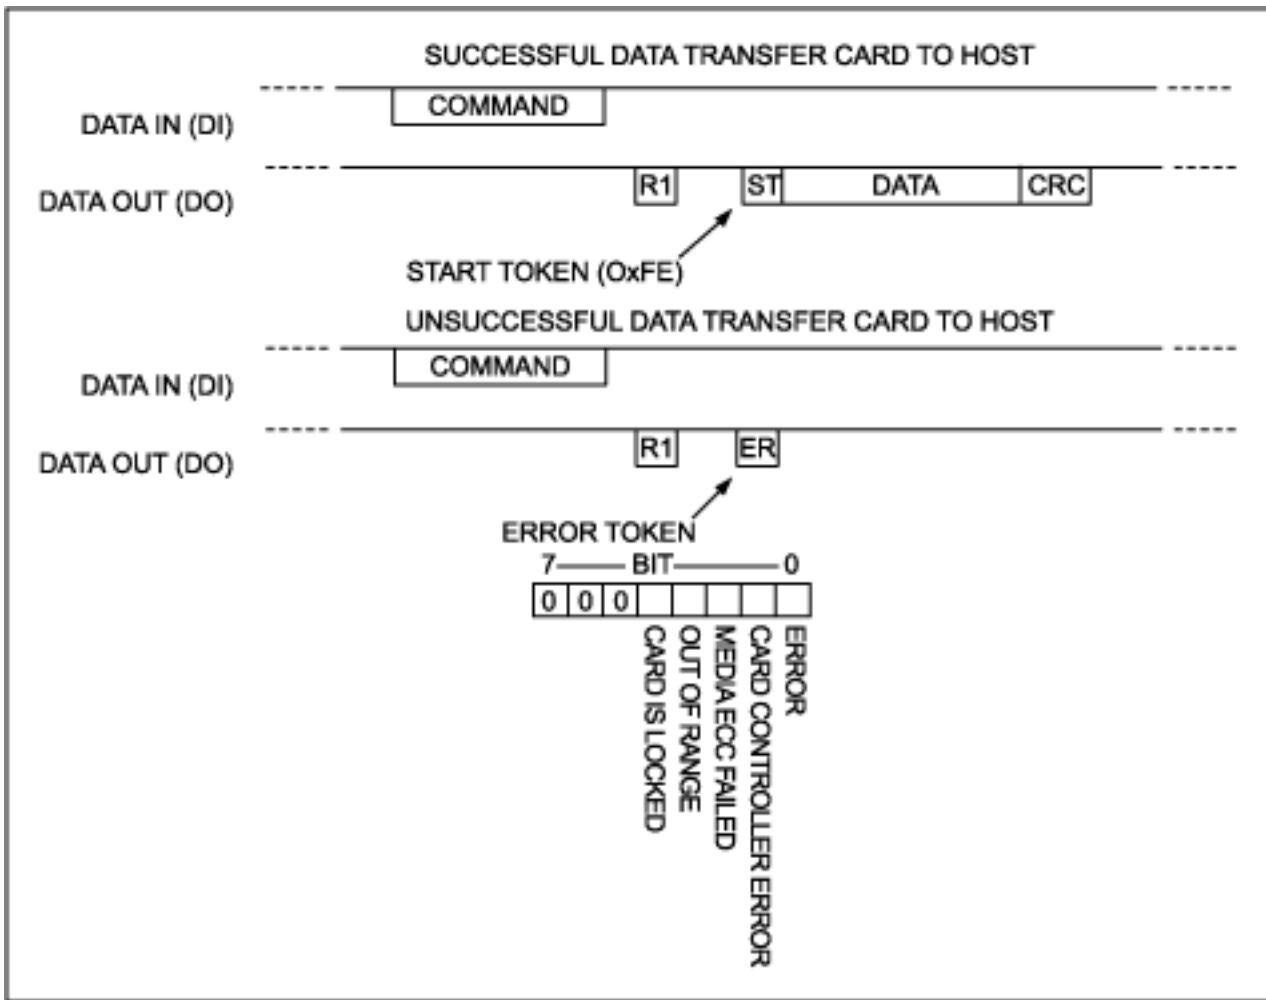 SUCCESSFUL DATA TRANSFER CARD TO HOST
DATA IN (DI)
COMMAND
DATA OUT (DO)
R1
ST
DATA
CRC
START TOKEN (OxFE)
UNSUCCESSFUL DATA TRANSFER CARD TO HOST
DATA IN (DI)
COMMAND
DATA OUT (DO)
R1
ER
ERROR TOKEN
7 BIT 0
0 0 0
CARD IS LOCKED
OUT OF RANGE
MEDIA ECC FAILED
CARD CONTROLLER ERROR
ERROR